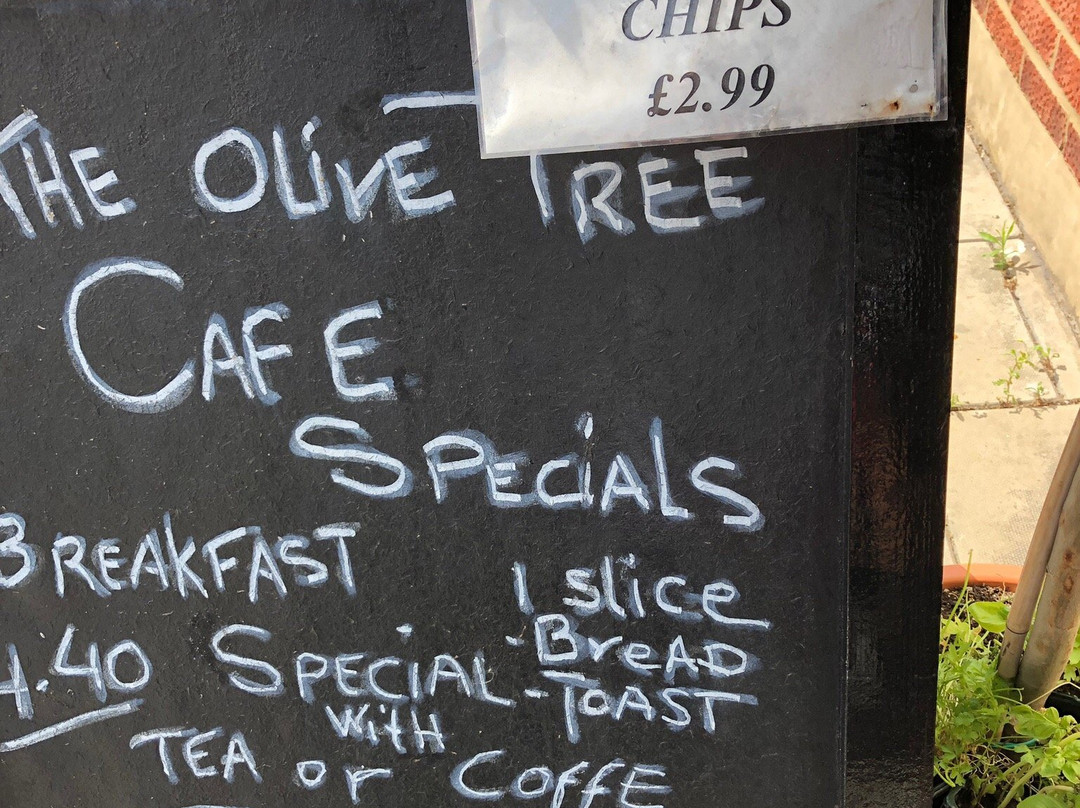 CHIPS
£2.99
THE OLiVE TREE
CAFE
SPECiALS
BREAKFAST
1 slice
-BreAD
4.40 SPECiAL -TOAST
With
TEA or COffE